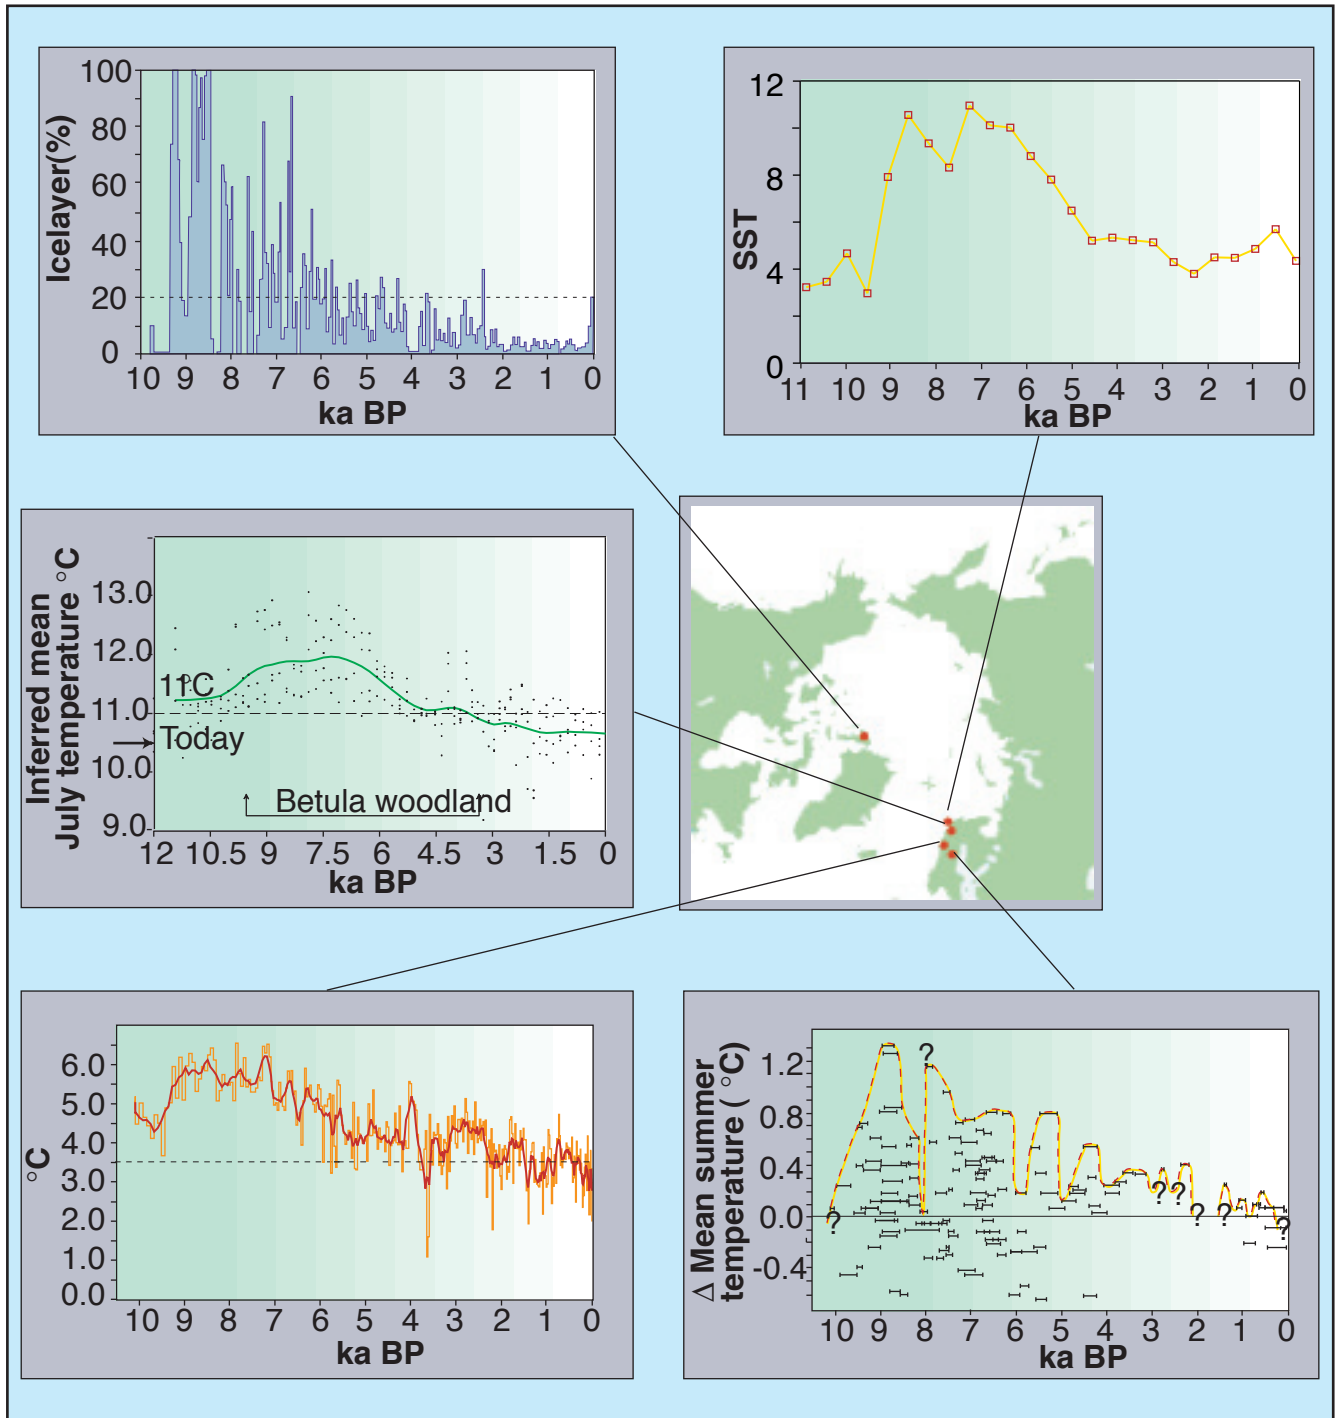 100
80
60
40
20
0
Icelayer(%)
10 9 8 7 6 5 4 3 2 1 0
ka BP
12
8
4
0
SST
11 10 9 8 7 6 5 4 3 2 1 0
ka BP
Inferred mean
July temperature °C
13.0
12.0
11.0
10.0
9.0
11°C
Today
Betula woodland
12 10.5 9 7.5 6 4.5 3 1.5 0
ka BP
°C
6.0
5.0
4.0
3.0
2.0
1.0
0.0
10 9 8 7 6 5 4 3 2 1 0
ka BP
Δ Mean summer
temperature ( °C)
1.2
0.8
0.4
0.0
-0.4
?
?
? ?
? ?
?
10 9 8 7 6 5 4 3 2 1 0
ka BP